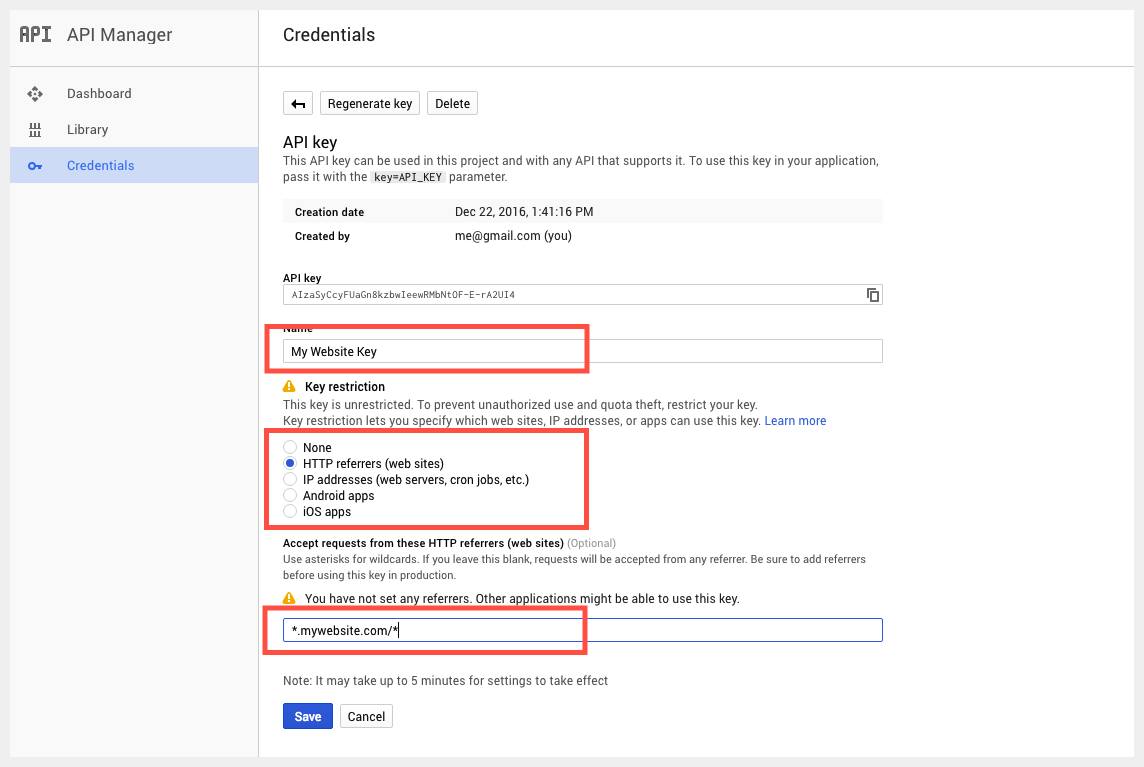 API API Manager
Credentials
Dashboard
Library
Credentials
Regenerate key Delete
API key
This API key can be used in this project and with any API that supports it. To use this key in your application,
pass it with the key=API_KEY parameter.
Creation date Dec 22, 2016, 1:41:16 PM
Created by me@gmail.com (you)
API key
AIzaSyCcyFUaGn8kzbwIeewRMbNtOF-E-rA2UI4
Name
My Website Key
Key restriction
This key is unrestricted. To prevent unauthorized use and quota theft, restrict your key.
Key restriction lets you specify which web sites, IP addresses, or apps can use this key. Learn more
None
HTTP referrers (web sites)
IP addresses (web servers, cron jobs, etc.)
Android apps
iOS apps
Accept requests from these HTTP referrers (web sites) (Optional)
Use asterisks for wildcards. If you leave this blank, requests will be accepted from any referrer. Be sure to add referrers
before using this key in production.
You have not set any referrers. Other applications might be able to use this key.
*.mywebsite.com/*
Note: It may take up to 5 minutes for settings to take effect
Save Cancel